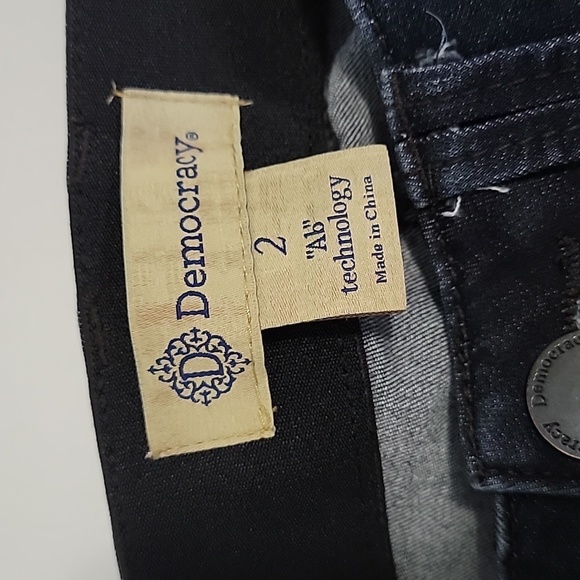 D Democracy®
2
"Ab"
technology
Made in China
Democracy